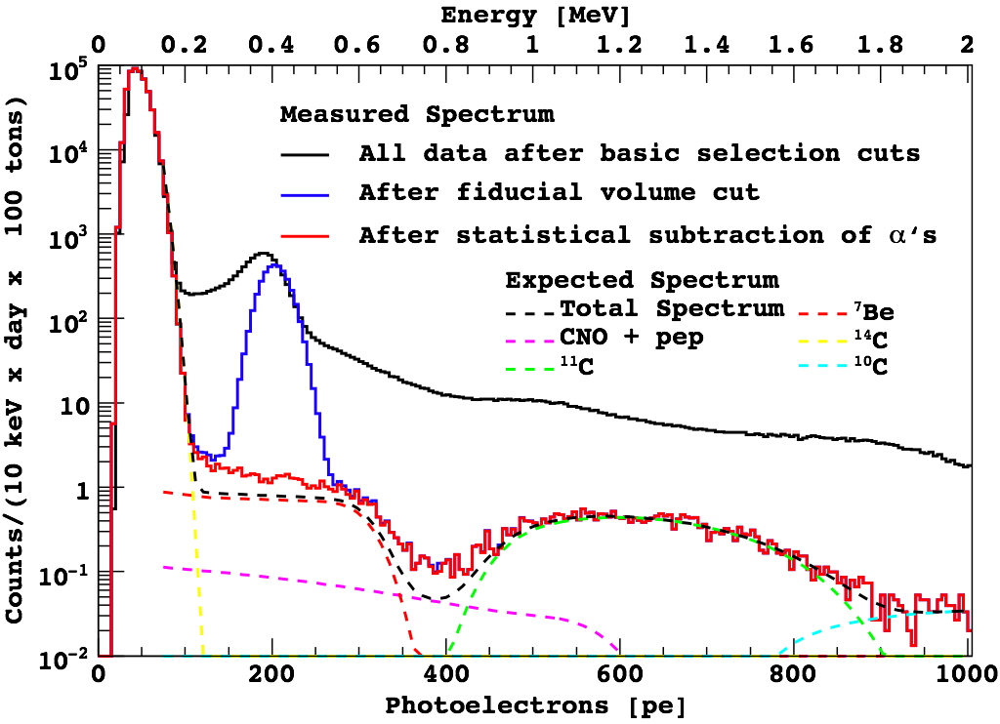 Energy [MeV]
0 0.2 0.4 0.6 0.8 1 1.2 1.4 1.6 1.8 2
Counts/(10 keV x day x 100 tons)
10⁵
10⁴
10³
10²
10
1
10⁻¹
10⁻²
Measured Spectrum
All data after basic selection cuts
After fiducial volume cut
After statistical subtraction of α‘s
Expected Spectrum
Total Spectrum ⁷Be
CNO + pep ¹⁴C
¹¹C ¹⁰C
0 200 400 600 800 1000
Photoelectrons [pe]